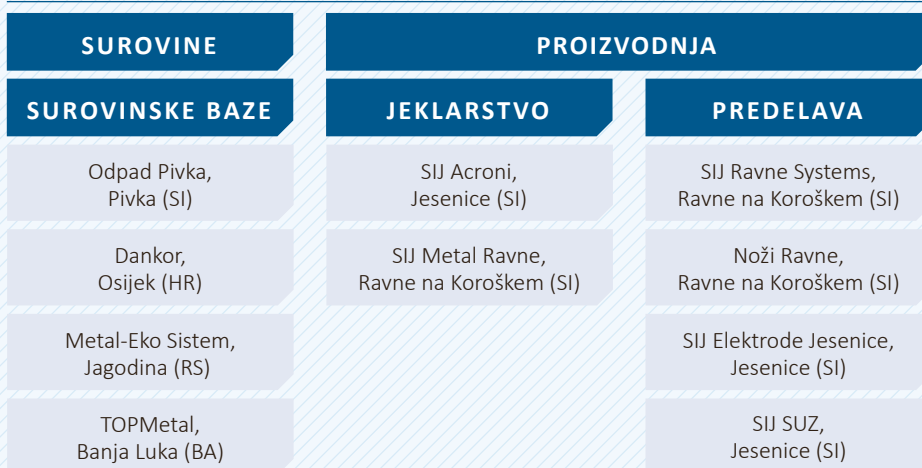 SUROVINE
PROIZVODNJA
SUROVINSKE BAZE
JEKLARSTVO
PREDELAVA
Odpad Pivka,
Pivka (SI)
SIJ Acroni,
Jesenice (SI)
SIJ Ravne Systems,
Ravne na Koroškem (SI)
Dankor,
Osijek (HR)
SIJ Metal Ravne,
Ravne na Koroškem (SI)
Noži Ravne,
Ravne na Koroškem (SI)
Metal-Eko Sistem,
Jagodina (RS)
SIJ Elektrode Jesenice,
Jesenice (SI)
TOPMetal,
Banja Luka (BA)
SIJ SUZ,
Jesenice (SI)